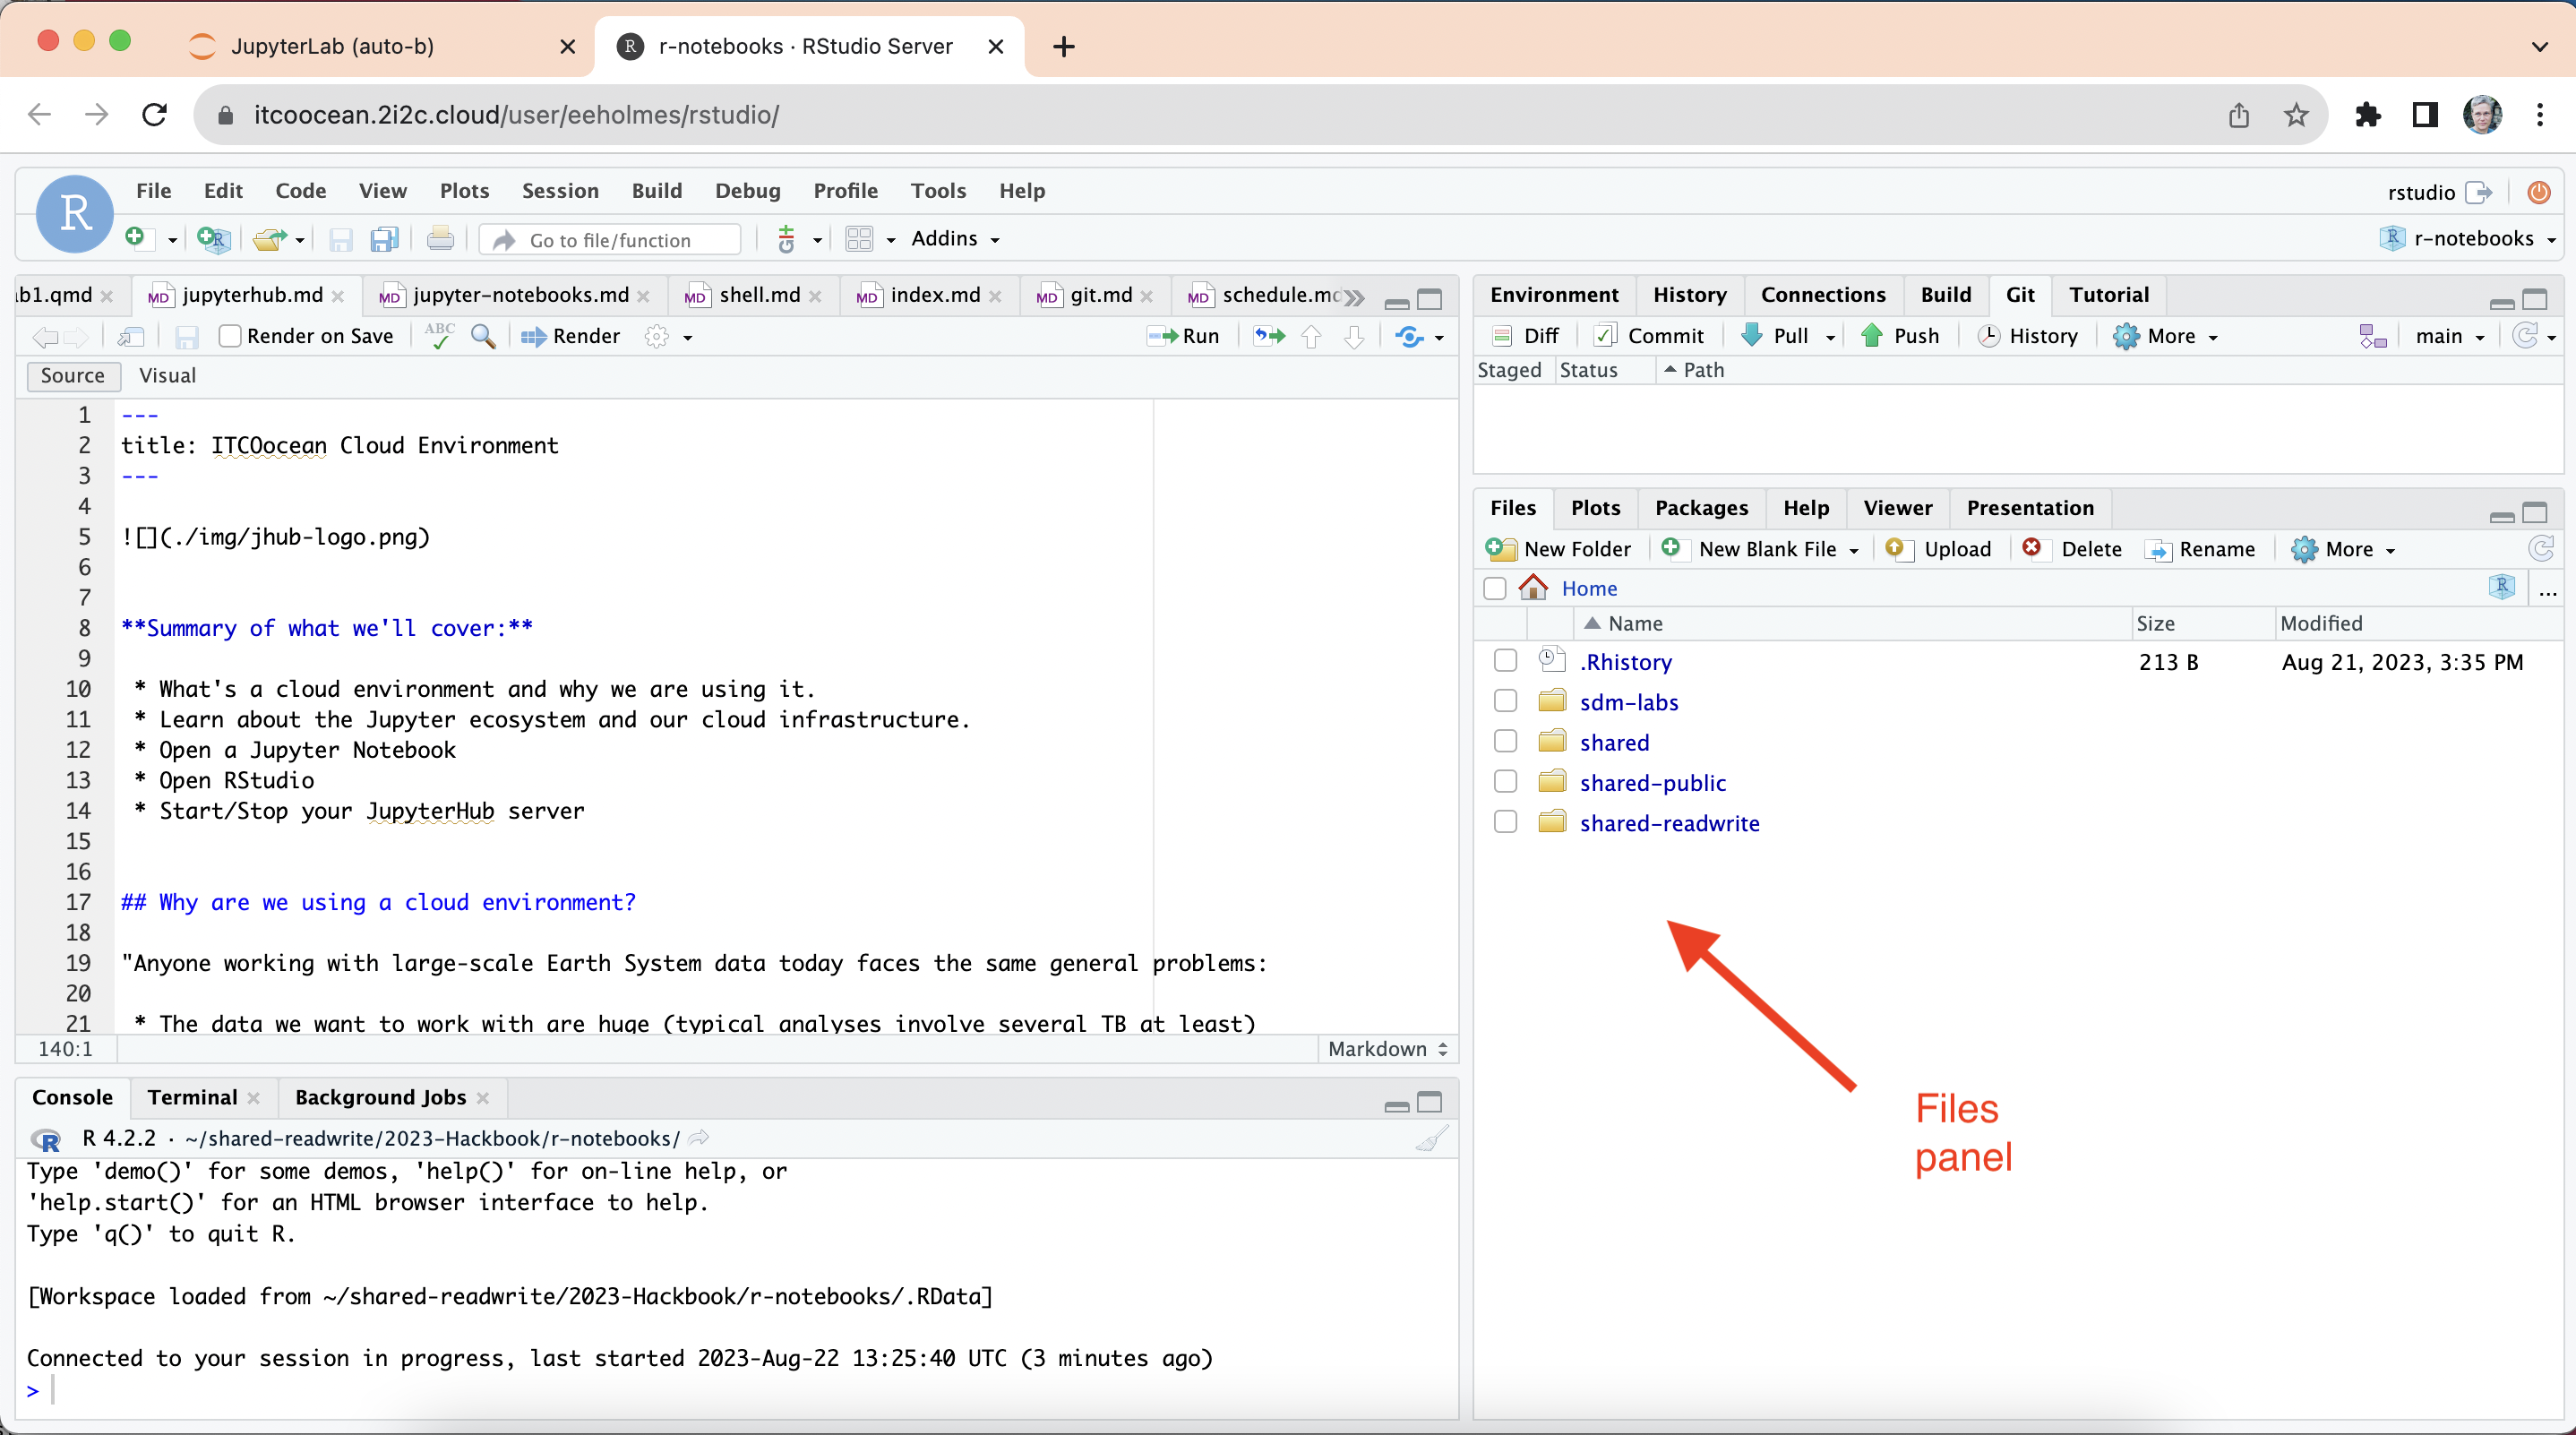 JupyterLab (auto-b)
r-notebooks · RStudio Server
itcoocean.2i2c.cloud/user/eeholmes/rstudio/
R File Edit Code View Plots Session Build Debug Profile Tools Help
rstudio
Go to file/function
Addins
r-notebooks
b1.qmd jupyterhub.md jupyter-notebooks.md shell.md index.md git.md schedule.md
Render on Save ABC Render Run
Source Visual
1 ---
2 title: ITCOocean Cloud Environment
3 ---
4
5 ![](./img/jhub-logo.png)
6
7
8 **Summary of what we'll cover:**
9
10 * What's a cloud environment and why we are using it.
11 * Learn about the Jupyter ecosystem and our cloud infrastructure.
12 * Open a Jupyter Notebook
13 * Open RStudio
14 * Start/Stop your JupyterHub server
15
16
17 ## Why are we using a cloud environment?
18
19 "Anyone working with large-scale Earth System data today faces the same general problems:
20
21 * The data we want to work with are huge (typical analyses involve several TB at least)
140:1 Markdown
Console Terminal Background Jobs
R 4.2.2 · ~/shared-readwrite/2023-Hackbook/r-notebooks/
Type 'demo()' for some demos, 'help()' for on-line help, or
'help.start()' for an HTML browser interface to help.
Type 'q()' to quit R.
[Workspace loaded from ~/shared-readwrite/2023-Hackbook/r-notebooks/.RData]
Connected to your session in progress, last started 2023-Aug-22 13:25:40 UTC (3 minutes ago)
>
Environment History Connections Build Git Tutorial
Diff Commit Pull Push History More main
Staged Status Path
Files Plots Packages Help Viewer Presentation
New Folder New Blank File Upload Delete Rename More
Home ...
Name Size Modified
.Rhistory 213 B Aug 21, 2023, 3:35 PM
sdm-labs
shared
shared-public
shared-readwrite
Files
panel